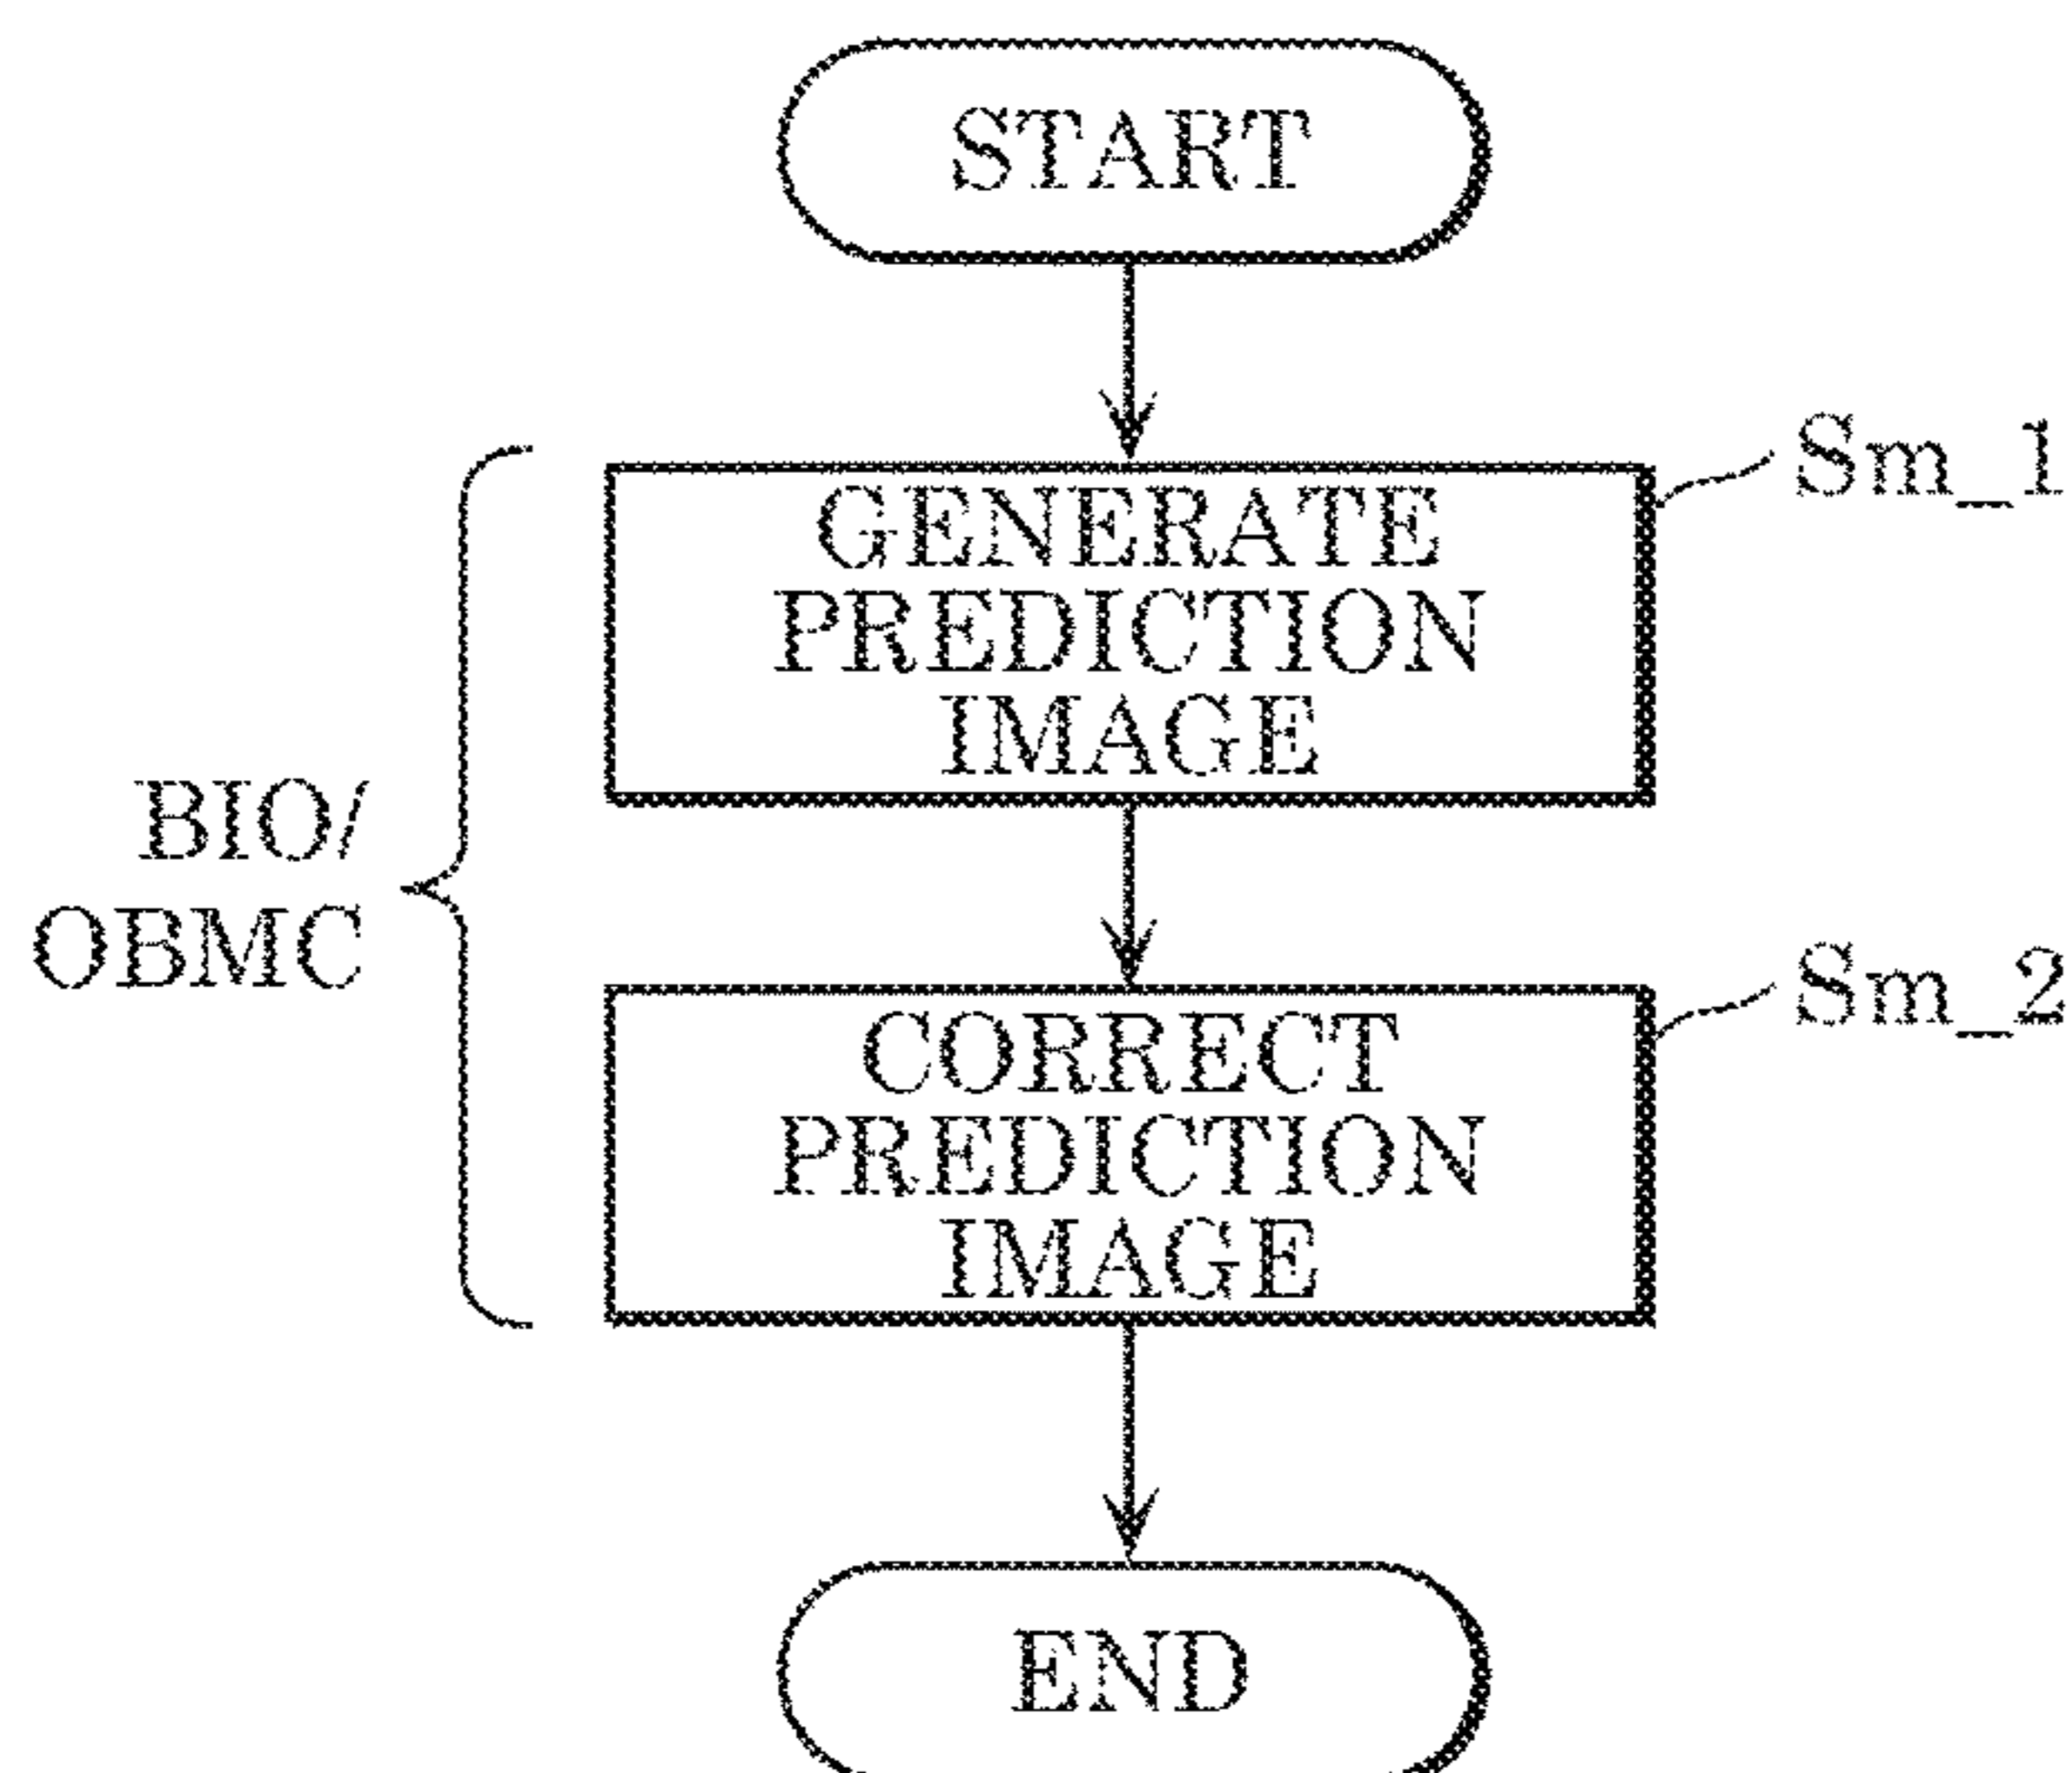 START
GENERATE
PREDICTION
IMAGE
Sm_1
BIO/
OBMC
CORRECT
PREDICTION
IMAGE
Sm_2
END